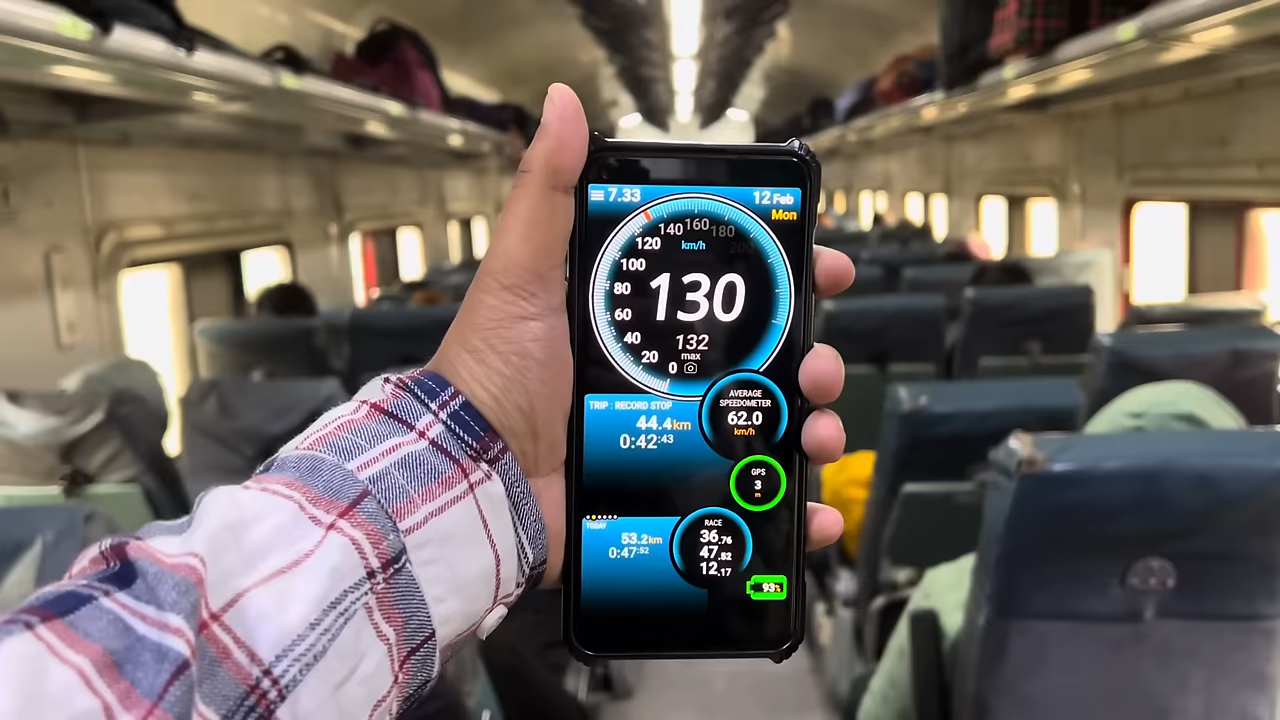 7.33
12 Feb
Mon
140 160 180
200
120
km/h
100
80
130
60
40
132
20
max
0
AVERAGE
SPEEDOMETER
62.0
km/h
TRIP : RECORD STOP
44.4km
0:42:43
GPS
3
m
TODAY
53.2km
0:47:52
RACE
36.76
47.52
12.17
93%